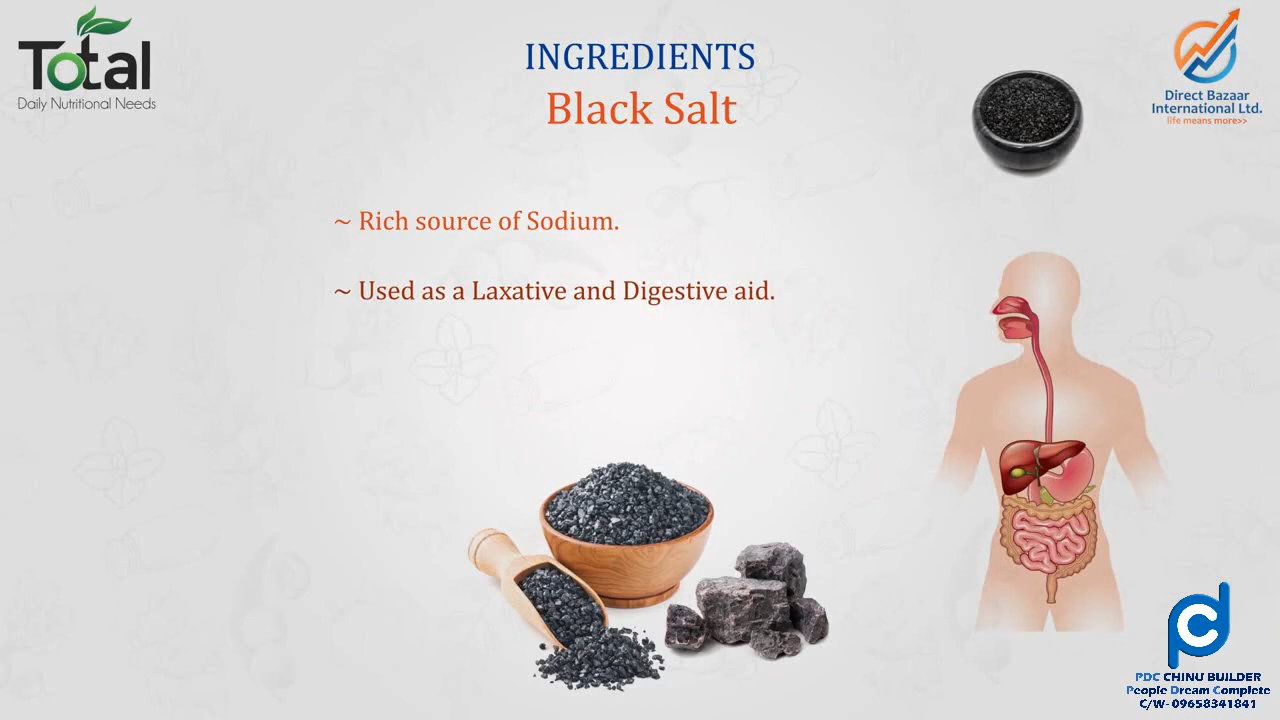 Total
Daily Nutritional Needs
INGREDIENTS
Black Salt
Direct Bazaar
International Ltd.
life means more>>
~ Rich source of Sodium.
~ Used as a Laxative and Digestive aid.
PDC CHINU BUILDER
People Dream Complete
C/W- 09658341841